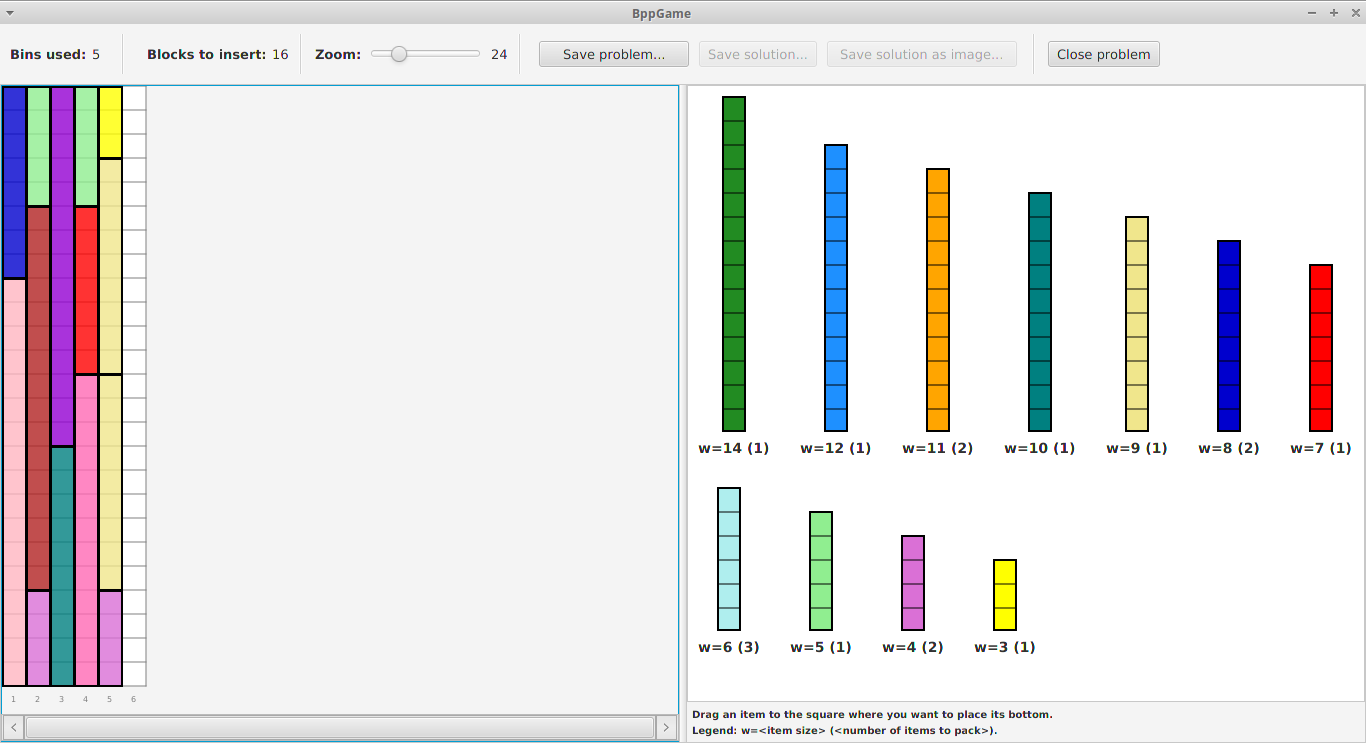 BppGame
Bins used: 5 Blocks to insert: 16 Zoom: 24 Save problem... Save solution... Save solution as image... Close problem
w=14 (1) w=12 (1) w=11 (2) w=10 (1) w=9 (1) w=8 (2) w=7 (1)
w=6 (3) w=5 (1) w=4 (2) w=3 (1)
1 2 3 4 5 6
Drag an item to the square where you want to place its bottom.
Legend: w=<item size> (<number of items to pack>).